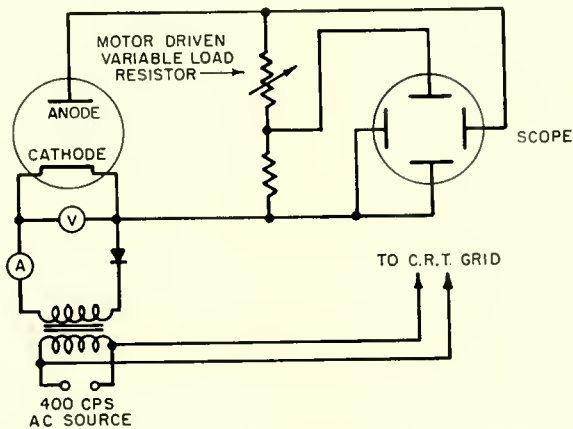 MOTOR DRIVEN
VARIABLE LOAD
RESISTOR
ANODE
CATHODE
SCOPE
V
A
TO C.R.T. GRID
400 CPS
AC SOURCE